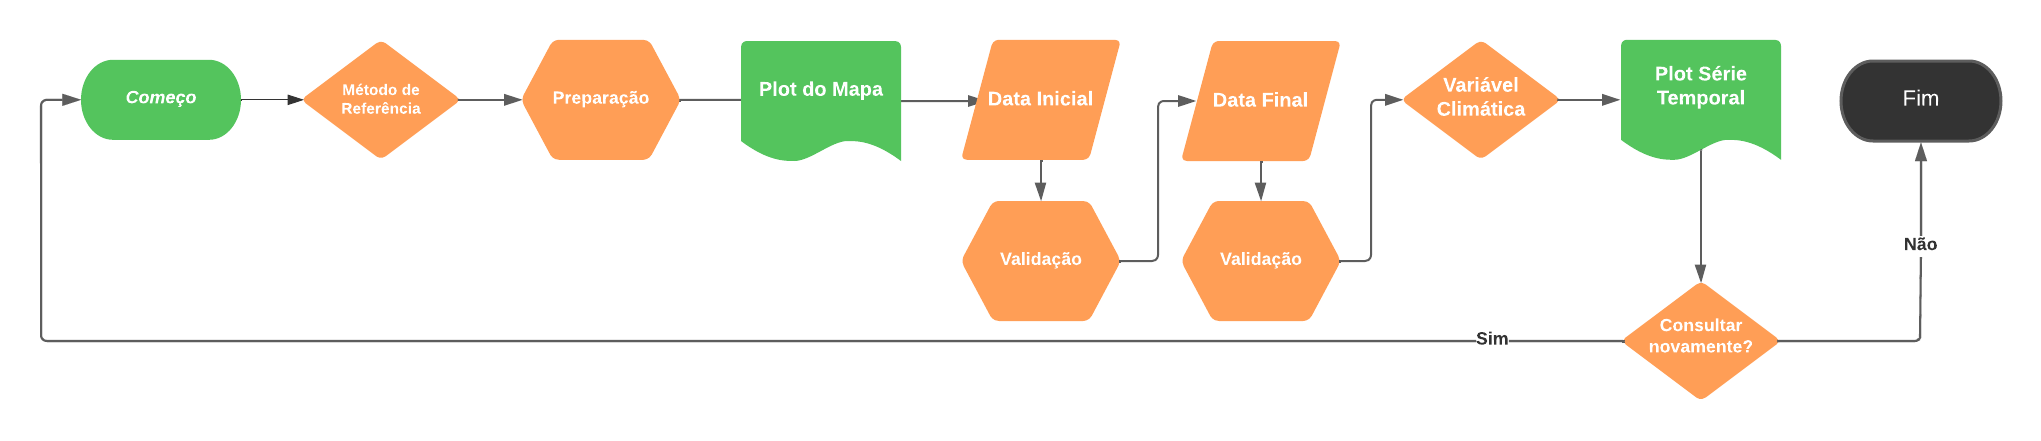 Começo
Método de
Referência
Preparação
Plot do Mapa
Data Inicial
Validação
Data Final
Validação
Variável
Climática
Plot Série
Temporal
Consultar
novamente?
Sim
Não
Fim